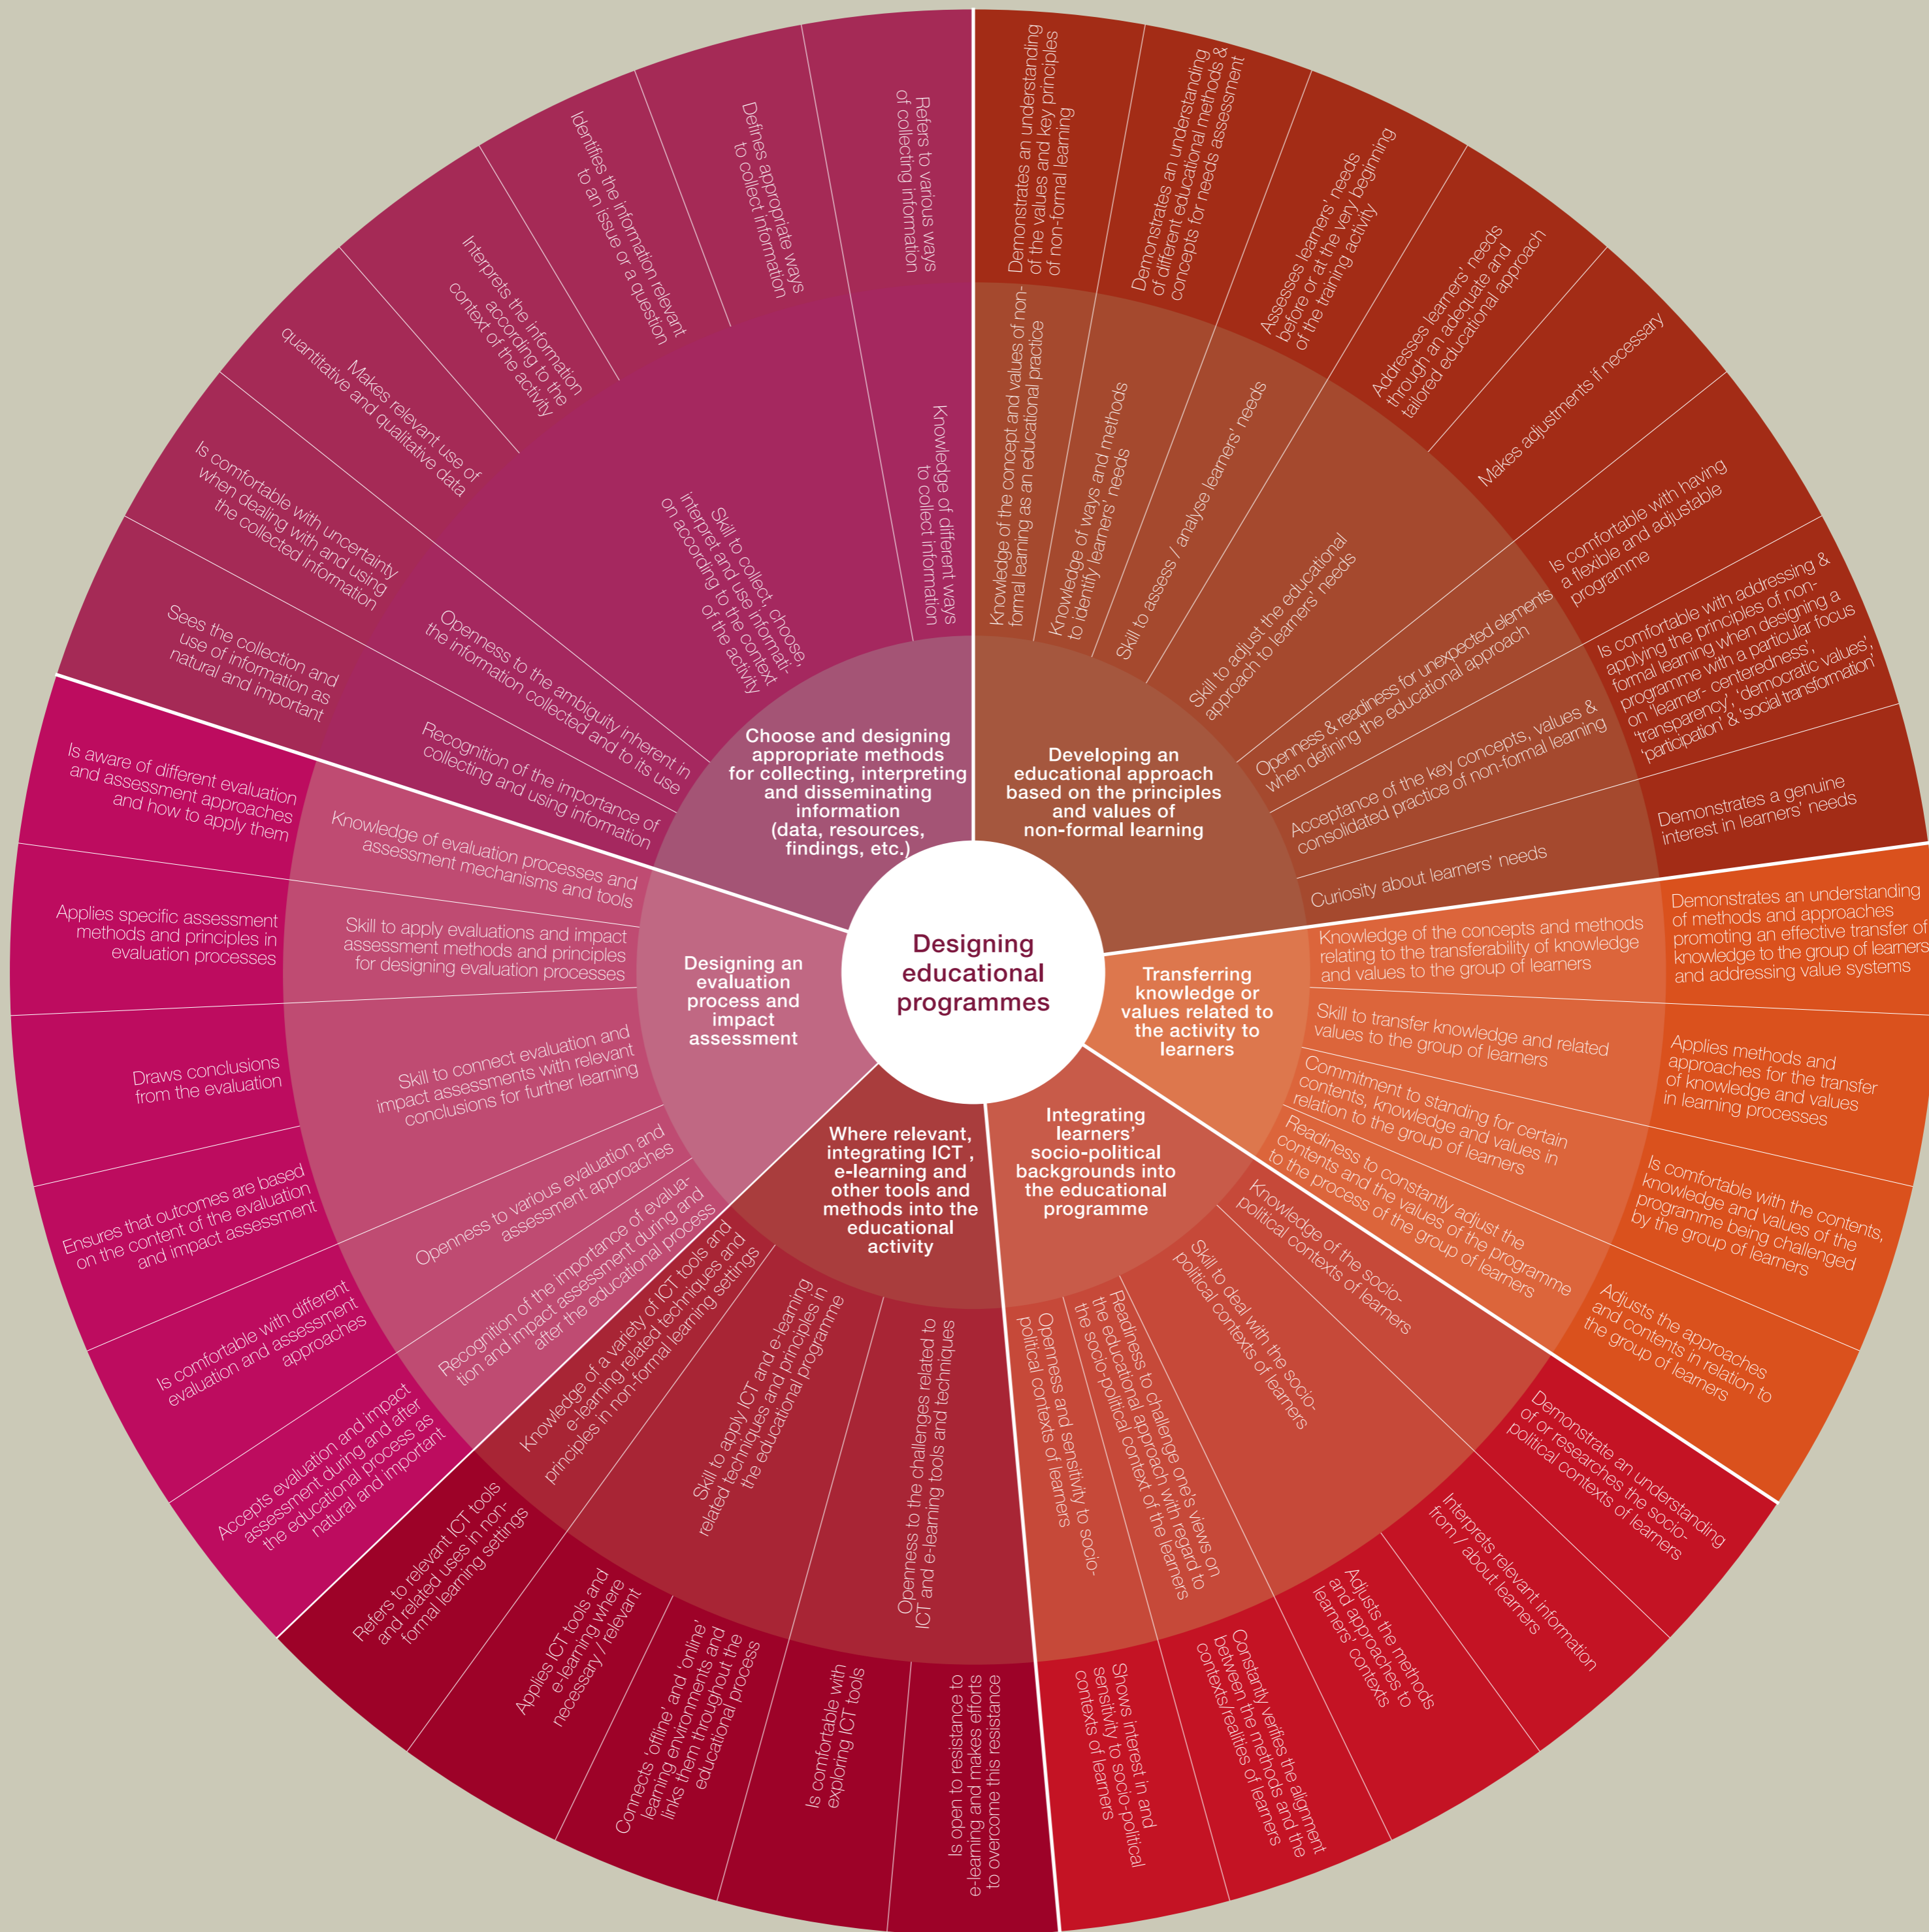 Designing
educational
programmes
Developing an
educational approach
based on the principles
and values of
non-formal learning
Knowledge of the concept and values of non-
formal learning as an educational practice
Demonstrates an understanding
of the values and key principles
of non-formal learning
Knowledge of ways and methods
to identify learners' needs
Demonstrates an understanding
of different educational methods &
concepts for needs assessment
Skill to assess / analyse learners' needs
Assesses learners' needs
before or at the very beginning
of the training activity
Skill to adjust the educational
approach to learners' needs
Addresses learners' needs
through an adequate and
tailored educational approach
Makes adjustments if necessary
Openness & readiness for unexpected elements
when defining the educational approach
Is comfortable with having
a flexible and adjustable
programme
Acceptance of the key concepts, values &
consolidated practice of non-formal learning
Is comfortable with addressing &
applying the principles of non-
formal learning when designing a
programme with a particular focus
on 'learner- centeredness',
'transparency', 'democratic values',
'participation' & 'social transformation'
Curiosity about learners' needs
Demonstrates a genuine
interest in learners' needs
Transferring
knowledge or
values related to
the activity to
learners
Knowledge of the concepts and methods
relating to the transferability of knowledge
and values to the group of learners
Demonstrates an understanding
of methods and approaches
promoting an effective transfer of
knowledge to the group of learners
and addressing value systems
Skill to transfer knowledge and related
values to the group of learners
Applies methods and
approaches for the transfer
of knowledge and values
in learning processes
Commitment to standing for certain
contents, knowledge and values in
relation to the group of learners
Is comfortable with the contents,
knowledge and values of the
programme being challenged
by the group of learners
Readiness to constantly adjust the
contents and the values of the programme
to the process of the group of learners
Adjusts the approaches
and contents in relation to
the group of learners
Integrating
learners'
socio-political
backgrounds into
the educational
programme
Knowledge of the socio-
political contexts of learners
Demonstrate an understanding
of or researches the socio-
political contexts of learners
Skill to deal with the socio-
political contexts of learners
Interprets relevant information
from / about learners
Adjusts the methods
and approaches to
learners' contexts
Readiness to challenge one's views on
the educational approach with regard to
the socio-political context of the learners
Constantly verifies the alignment
between the methods and the
contexts/realities of learners
Openness and sensitivity to socio-
political contexts of learners
Shows interest in and
sensitivity to socio-political
contexts of learners
Where relevant,
integrating ICT ,
e-learning and
other tools and
methods into the
educational
activity
Openness to the challenges related to
ICT and e-learning tools and techniques
Is open to resistance to
e-learning and makes efforts
to overcome this resistance
Is comfortable with
exploring ICT tools
Skill to apply ICT and e-learning
related techniques and principles in
the educational programme
Connects 'offline' and 'online'
learning environments and
links them throughout the
educational process
Applies ICT tools and
e-learning where
necessary / relevant
Knowledge of a variety of ICT tools and
e-learning related techniques and
principles in non-formal learning settings
Refers to relevant ICT tools
and related uses in non-
formal learning settings
Designing an
evaluation
process and
impact
assessment
Recognition of the importance of evalua-
tion and impact assessment during and
after the educational process
Accepts evaluation and impact
assessment during and after
the educational process as
natural and important
Openness to various evaluation and
assessment approaches
Is comfortable with different
evaluation and assessment
approaches
Skill to connect evaluation and
impact assessments with relevant
conclusions for further learning
Ensures that outcomes are based
on the content of the evaluation
and impact assessment
Draws conclusions
from the evaluation
Skill to apply evaluations and impact
assessment methods and principles
for designing evaluation processes
Applies specific assessment
methods and principles in
evaluation processes
Knowledge of evaluation processes and
assessment mechanisms and tools
Is aware of different evaluation
and assessment approaches
and how to apply them
Choose and designing
appropriate methods
for collecting, interpreting
and disseminating
information
(data, resources,
findings, etc.)
Recognition of the importance of
collecting and using information
Sees the collection and
use of information as
natural and important
Openness to the ambiguity inherent in
the information collected and to its use
Is comfortable with uncertainty
when dealing with and using
the collected information
Skill to collect, choose,
interpret and use informati-
on according to the context
of the activity
Makes relevant use of
quantitative and qualitative data
Interprets the information
according to the
context of the activity
Identifies the information relevant
to an issue or a question
Defines appropriate ways
to collect information
Knowledge of different ways
to collect information
Refers to various ways
of collecting information